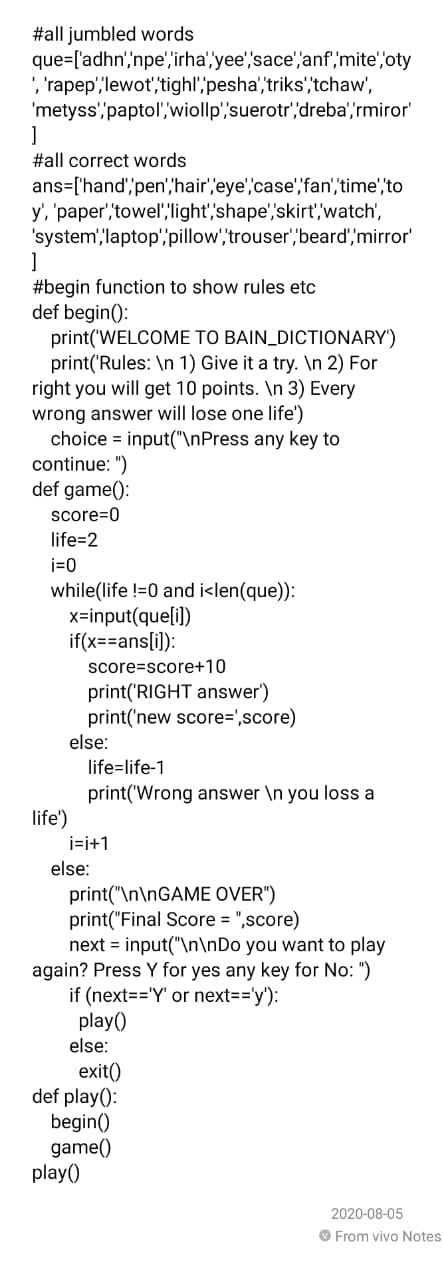 #all jumbled words
que=['adhn','npe','irha','yee','sace','anf','mite','oty
', 'rapep','lewot','tighl','pesha','triks','tchaw',
'metyss','paptol','wiollp','suerotr','dreba','rmiror'
]
#all correct words
ans=['hand','pen','hair','eye','case','fan','time','to
y', 'paper','towel','light','shape','skirt','watch',
'system','laptop','pillow','trouser','beard','mirror'
]
#begin function to show rules etc
def begin():
    print('WELCOME TO BAIN_DICTIONARY')
    print('Rules: \n 1) Give it a try. \n 2) For
right you will get 10 points. \n 3) Every
wrong answer will lose one life')
    choice = input("\nPress any key to
continue: ")
def game():
    score=0
    life=2
    i=0
    while(life !=0 and i<len(que)):
        x=input(que[i])
        if(x==ans[i]):
            score=score+10
            print('RIGHT answer')
            print('new score=',score)
        else:
            life=life-1
            print('Wrong answer \n you loss a
life')
        i=i+1
    else:
        print("\n\nGAME OVER")
        print("Final Score = ",score)
        next = input("\n\nDo you want to play
again? Press Y for yes any key for No: ")
        if (next=='Y' or next=='y'):
          play()
        else:
          exit()
def play():
    begin()
    game()
play()
2020-08-05
From vivo Notes